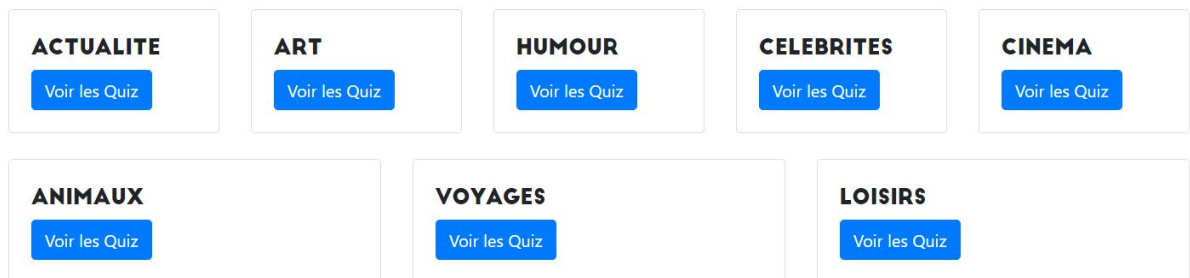 ACTUALITE
Voir les Quiz
ART
Voir les Quiz
HUMOUR
Voir les Quiz
CELEBRITES
Voir les Quiz
CINEMA
Voir les Quiz
ANIMAUX
Voir les Quiz
VOYAGES
Voir les Quiz
LOISIRS
Voir les Quiz